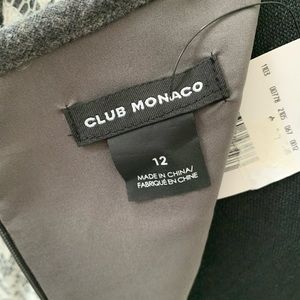 CLUB MONACO
12
MADE IN CHINA/
FABRIQUÉ EN CHINE